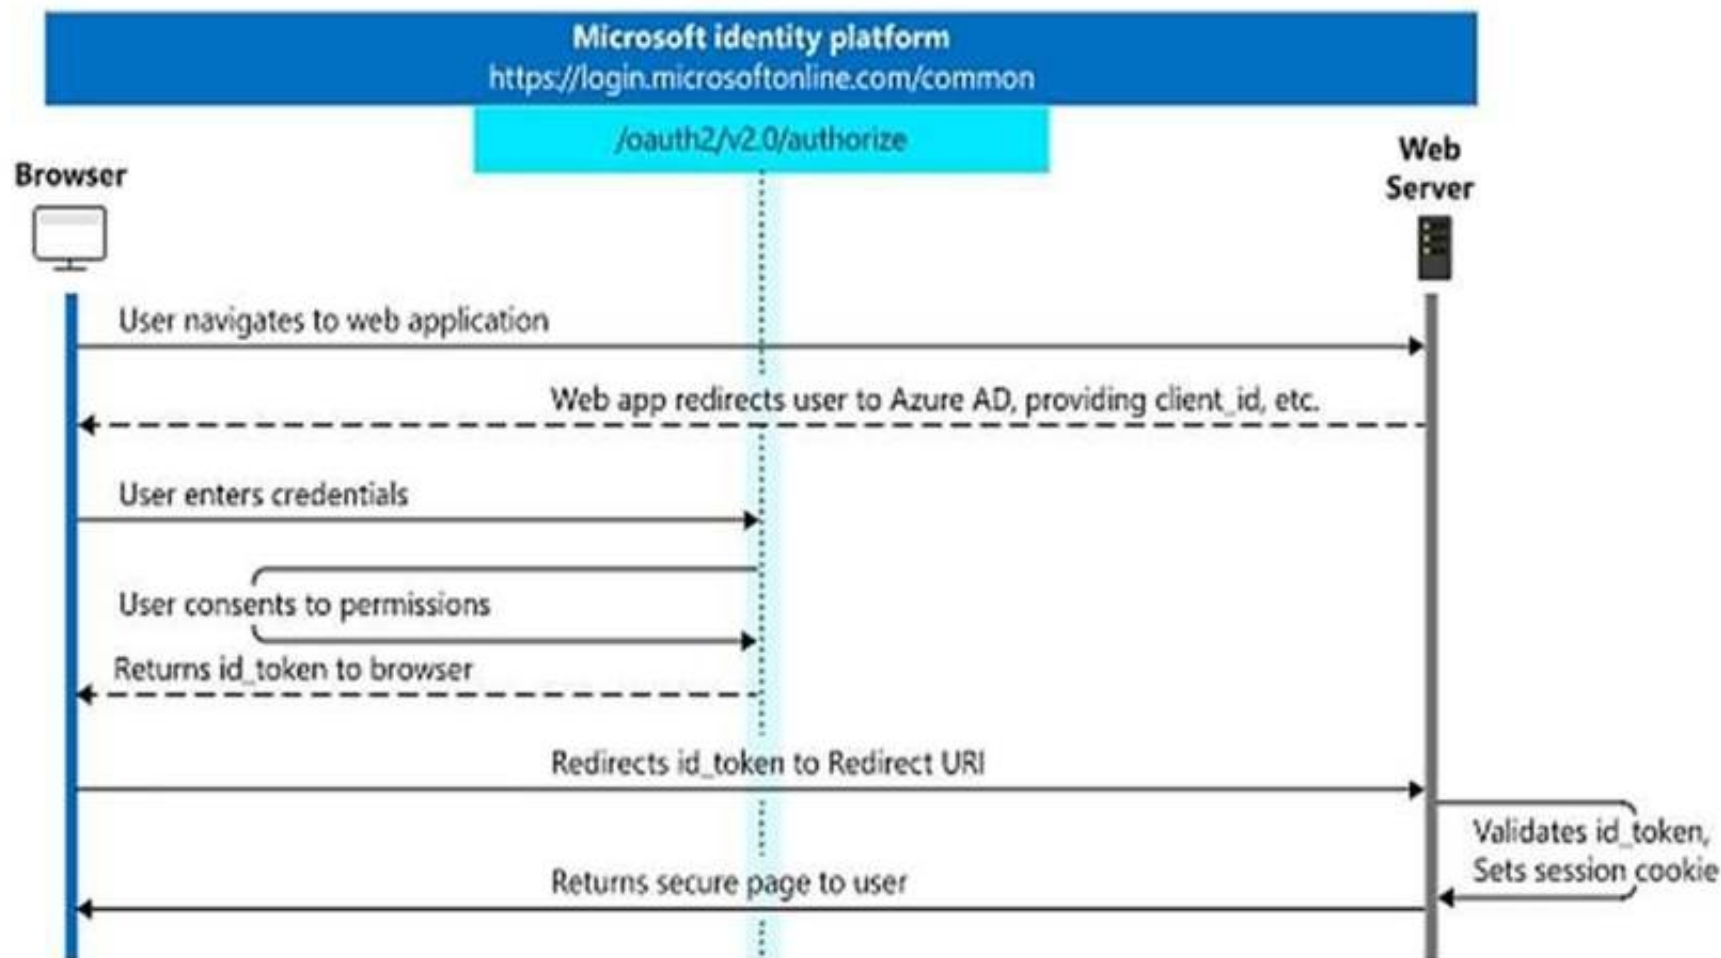 Microsoft identity platform
https://login.microsoftonline.com/common
/oauth2/v2.0/authorize
Browser
Web
Server
User navigates to web application
Web app redirects user to Azure AD, providing client_id, etc.
User enters credentials
User consents to permissions
Returns id_token to browser
Redirects id_token to Redirect URI
Validates id_token,
Sets session cookie
Returns secure page to user